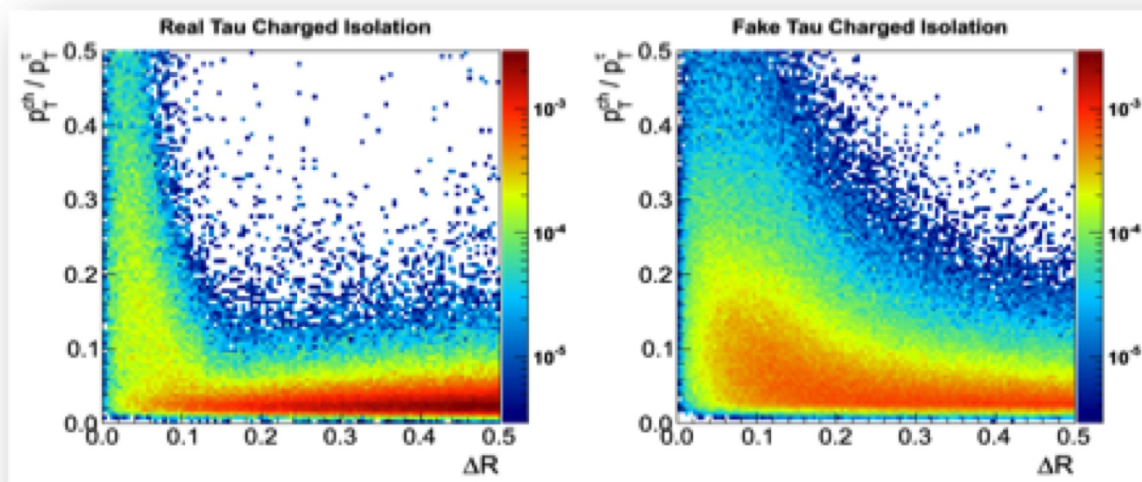 Real Tau Charged Isolation
p_T^ch / p_T^τ
0.5
0.4
0.3
0.2
0.1
0.0
0.0 0.1 0.2 0.3 0.4 0.5
ΔR
10^-3
10^-4
10^-5
Fake Tau Charged Isolation
p_T^ch / p_T^τ
0.5
0.4
0.3
0.2
0.1
0.0
0.0 0.1 0.2 0.3 0.4 0.5
ΔR
10^-3
10^-4
10^-5